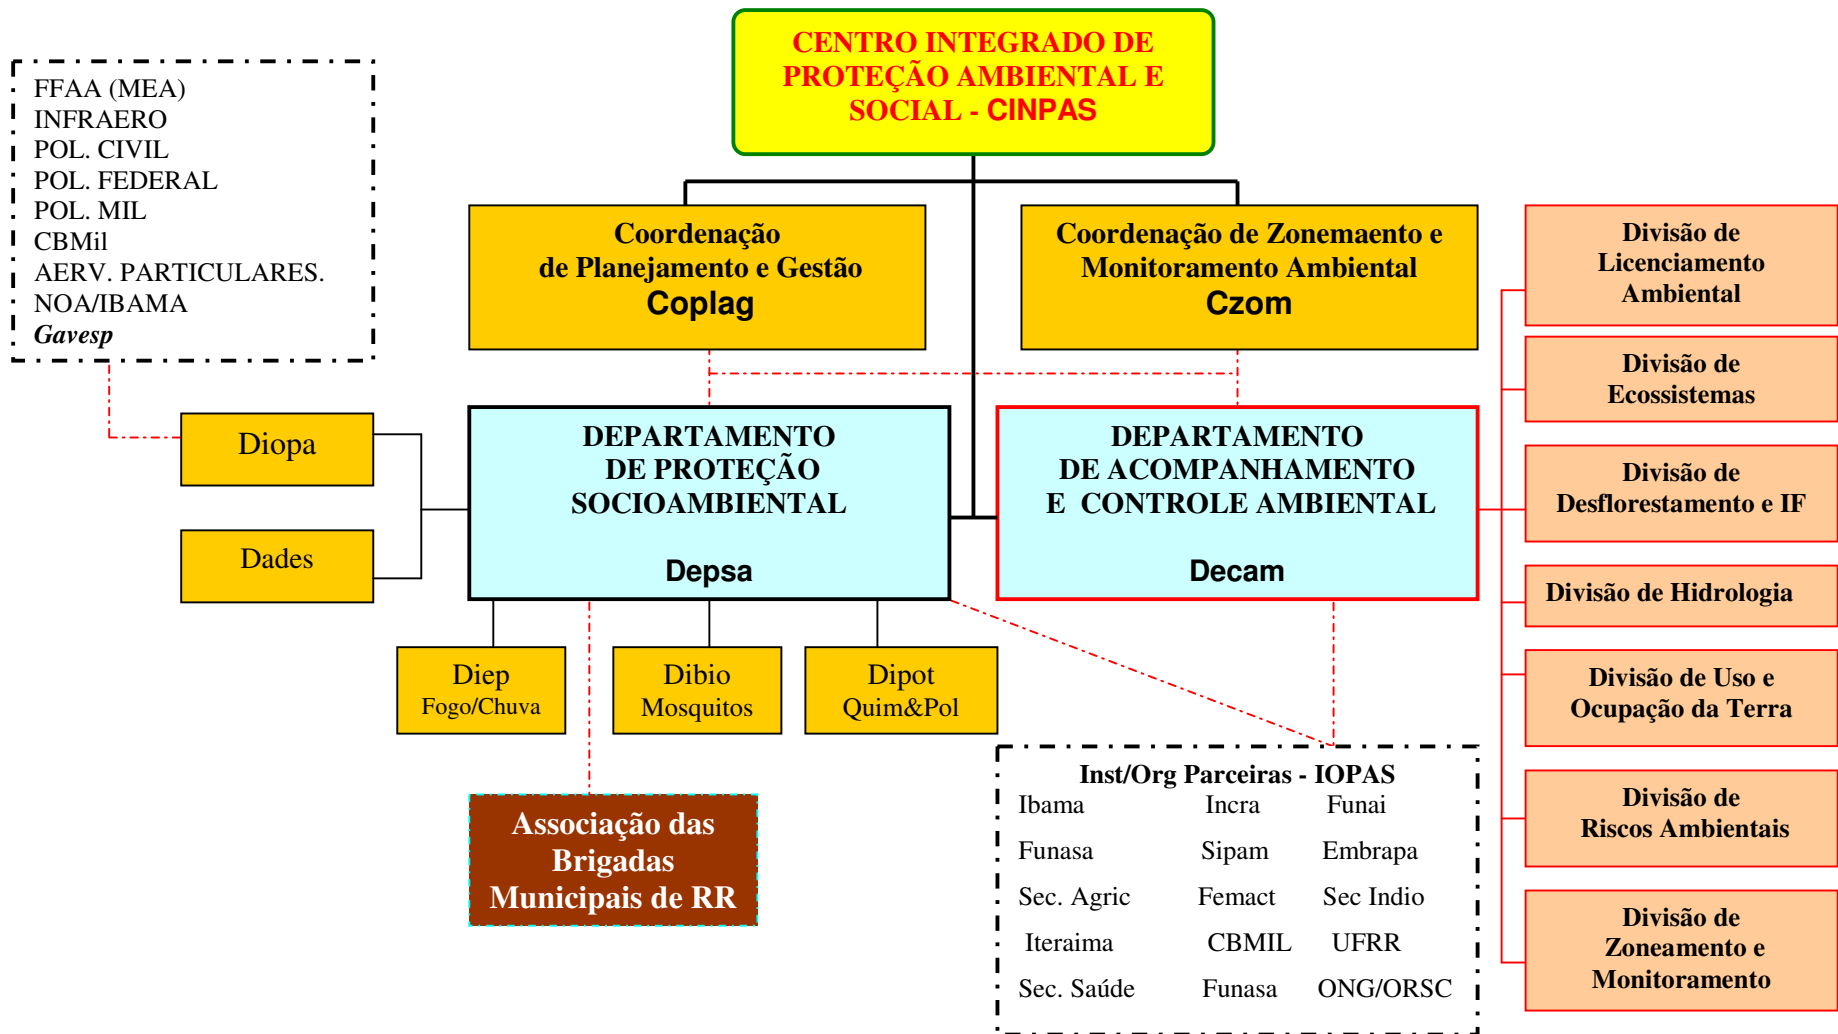 CENTRO INTEGRADO DE
PROTEÇÃO AMBIENTAL E
SOCIAL - CINPAS
FFAA (MEA)
INFRAERO
POL. CIVIL
POL. FEDERAL
POL. MIL
CBMil
AERV. PARTICULARES.
NOA/IBAMA
Gavesp
Coordenação
de Planejamento e Gestão
Coplag
Coordenação de Zonemaento e
Monitoramento Ambiental
Czom
Diopa
Dades
DEPARTAMENTO
DE PROTEÇÃO
SOCIOAMBIENTAL
Depsa
DEPARTAMENTO
DE ACOMPANHAMENTO
E CONTROLE AMBIENTAL
Decam
Divisão de
Licenciamento
Ambiental
Divisão de
Ecossistemas
Divisão de
Desflorestamento e IF
Divisão de Hidrologia
Divisão de Uso e
Ocupação da Terra
Divisão de
Riscos Ambientais
Divisão de
Zoneamento e
Monitoramento
Diep
Fogo/Chuva
Dibio
Mosquitos
Dipot
Quim&Pol
Associação das
Brigadas
Municipais de RR
Inst/Org Parceiras - IOPAS
Ibama Incra Funai
Funasa Sipam Embrapa
Sec. Agric Femact Sec Indio
Iteraima CBMIL UFRR
Sec. Saúde Funasa ONG/ORSC